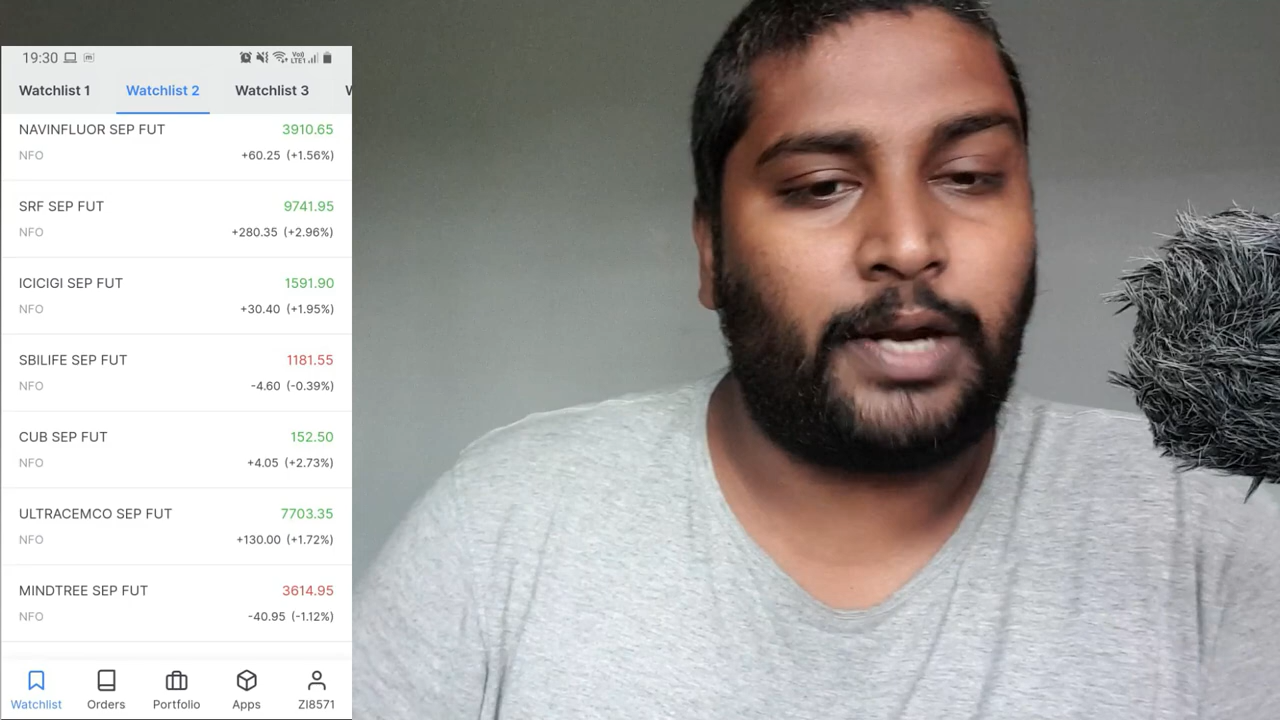 19:30
Vo)) LTE1
Watchlist 1 Watchlist 2 Watchlist 3
NAVINFLUOR SEP FUT 3910.65
NFO +60.25 (+1.56%)
SRF SEP FUT 9741.95
NFO +280.35 (+2.96%)
ICICIGI SEP FUT 1591.90
NFO +30.40 (+1.95%)
SBILIFE SEP FUT 1181.55
NFO -4.60 (-0.39%)
CUB SEP FUT 152.50
NFO +4.05 (+2.73%)
ULTRACEMCO SEP FUT 7703.35
NFO +130.00 (+1.72%)
MINDTREE SEP FUT 3614.95
NFO -40.95 (-1.12%)
Watchlist Orders Portfolio Apps ZI8571